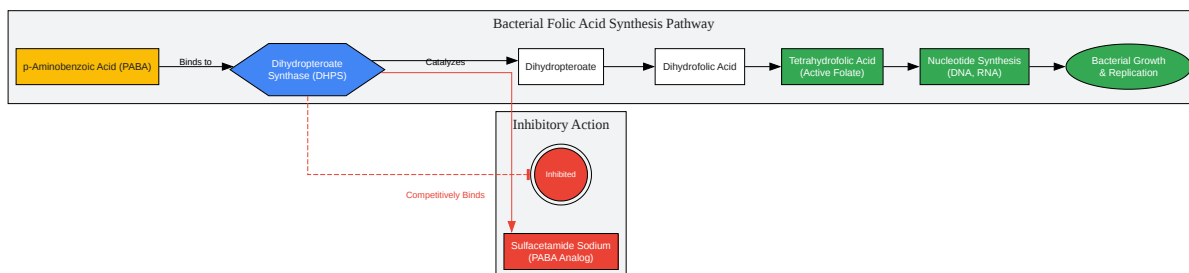 Bacterial Folic Acid Synthesis Pathway
p-Aminobenzoic Acid (PABA)
Binds to
Dihydropteroate
Synthase (DHPS)
Catalyzes
Dihydropteroate
Dihydrofolic Acid
Tetrahydrofolic Acid
(Active Folate)
Nucleotide Synthesis
(DNA, RNA)
Bacterial Growth
& Replication
Inhibitory Action
Inhibited
Competitively Binds
Sulfacetamide Sodium
(PABA Analog)